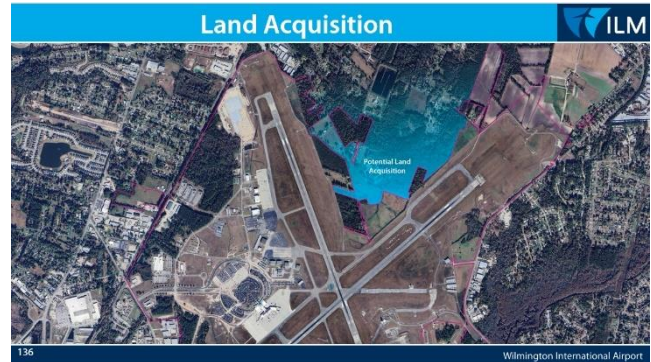 Land Acquisition
ILM
Potential Land
Acquisition
136
Wilmington International Airport